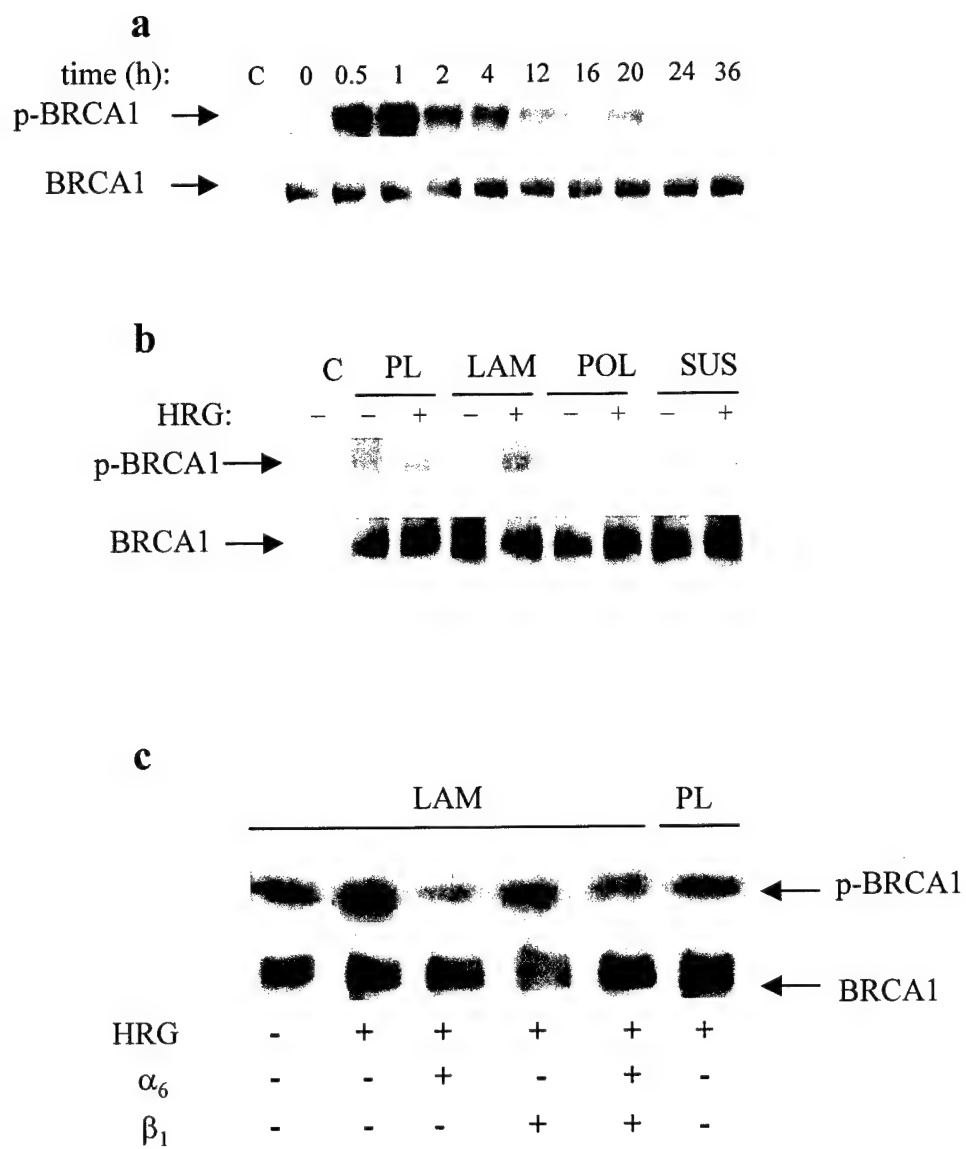 a
time (h): C 0 0.5 1 2 4 12 16 20 24 36
p-BRCA1
BRCA1
b
C PL LAM POL SUS
HRG: – – + – + – + – +
p-BRCA1
BRCA1
c
LAM PL
p-BRCA1
BRCA1
HRG - + + + + +
α6 - - + - + -
β1 - - - + + -